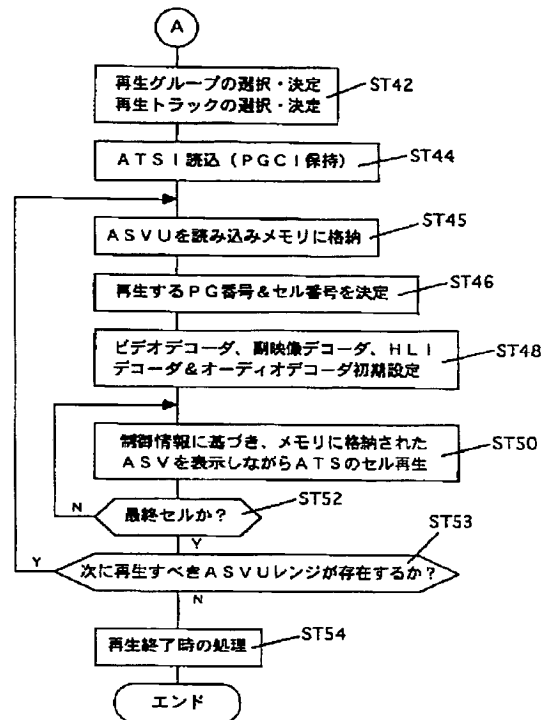 A
再生グループの選択・決定
再生トラックの選択・決定
ST42
ATSI読込(PGCI保持)
ST44
ASVUを読み込みメモリに格納
ST45
再生するPG番号&セル番号を決定
ST46
ビデオデコーダ、副映像デコーダ、HLI
デコーダ&オーディオデコーダ初期設定
ST48
制御情報に基づき、メモリに格納された
ASVを表示しながらATSのセル再生
ST50
最終セルか?
ST52
N
Y
次に再生すべきASVUレンジが存在するか?
ST53
Y
N
再生終了時の処理
ST54
エンド